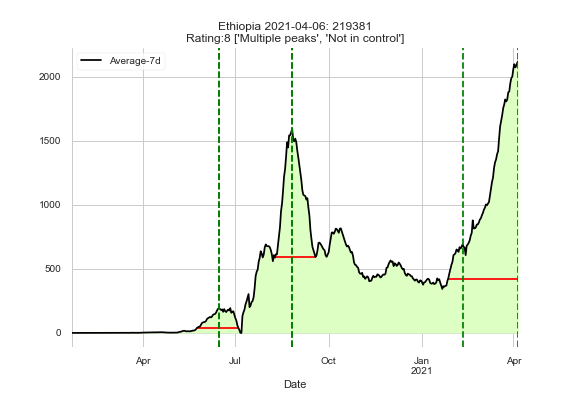 Ethiopia 2021-04-06: 219381
Rating:8 ['Multiple peaks', 'Not in control']
Average-7d
2000
1500
1000
500
0
Apr
Jul
Oct
Jan
2021
Apr
Date